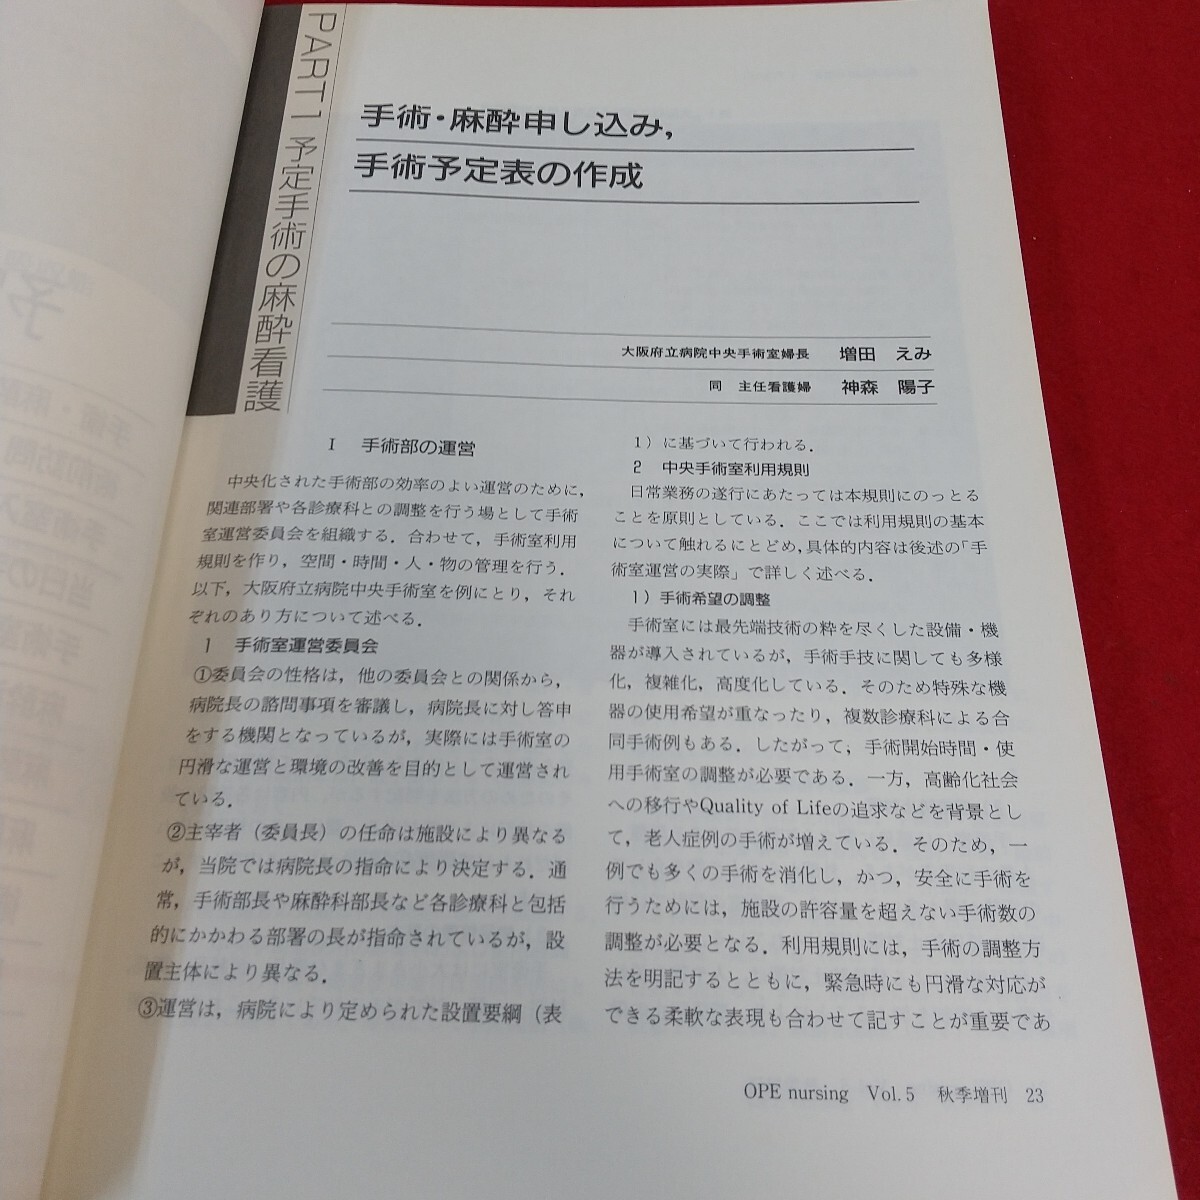 PART 1 予定手術の麻酔看護
手術・麻酔申し込み，
手術予定表の作成
大阪府立病院中央手術室婦長　増田　えみ
同　主任看護婦　神森　陽子
I　手術部の運営
中央化された手術部の効率のよい運営のために，
関連部署や各診療科との調整を行う場として手術
室運営委員会を組織する．合わせて，手術室利用
規則を作り，空間・時間・人・物の管理を行う．
以下，大阪府立病院中央手術室を例にとり，それ
ぞれのあり方について述べる．
1　手術室運営委員会
①委員会の性格は，他の委員会との関係から，
病院長の諮問事項を審議し，病院長に対し答申
をする機関となっているが，実際には手術室の
円滑な運営と環境の改善を目的として運営され
ている．
②主宰者（委員長）の任命は施設により異なる
が，当院では病院長の指命により決定する．通
常，手術部長や麻酔科部長など各診療科と包括
的にかかわる部署の長が指命されているが，設
置主体により異なる．
③運営は，病院により定められた設置要綱（表
1）に基づいて行われる．
2　中央手術室利用規則
日常業務の遂行にあたっては本規則にのっとる
ことを原則としている．ここでは利用規則の基本
について触れるにとどめ，具体的内容は後述の「手
術室運営の実際」で詳しく述べる．
1）手術希望の調整
手術室には最先端技術の粋を尽くした設備・機
器が導入されているが，手術手技に関しても多様
化，複雑化，高度化している．そのため特殊な機
器の使用希望が重なったり，複数診療科による合
同手術例もある．したがって，手術開始時間・使
用手術室の調整が必要である．一方，高齢化社会
への移行やQuality of Lifeの追求などを背景とし
て，老人症例の手術が増えている．そのため，一
例でも多くの手術を消化し，かつ，安全に手術を
行うためには，施設の許容量を超えない手術数の
調整が必要となる．利用規則には，手術の調整方
法を明記するとともに，緊急時にも円滑な対応が
できる柔軟な表現も合わせて記すことが重要であ
OPE nursing　Vol. 5　秋季増刊　23